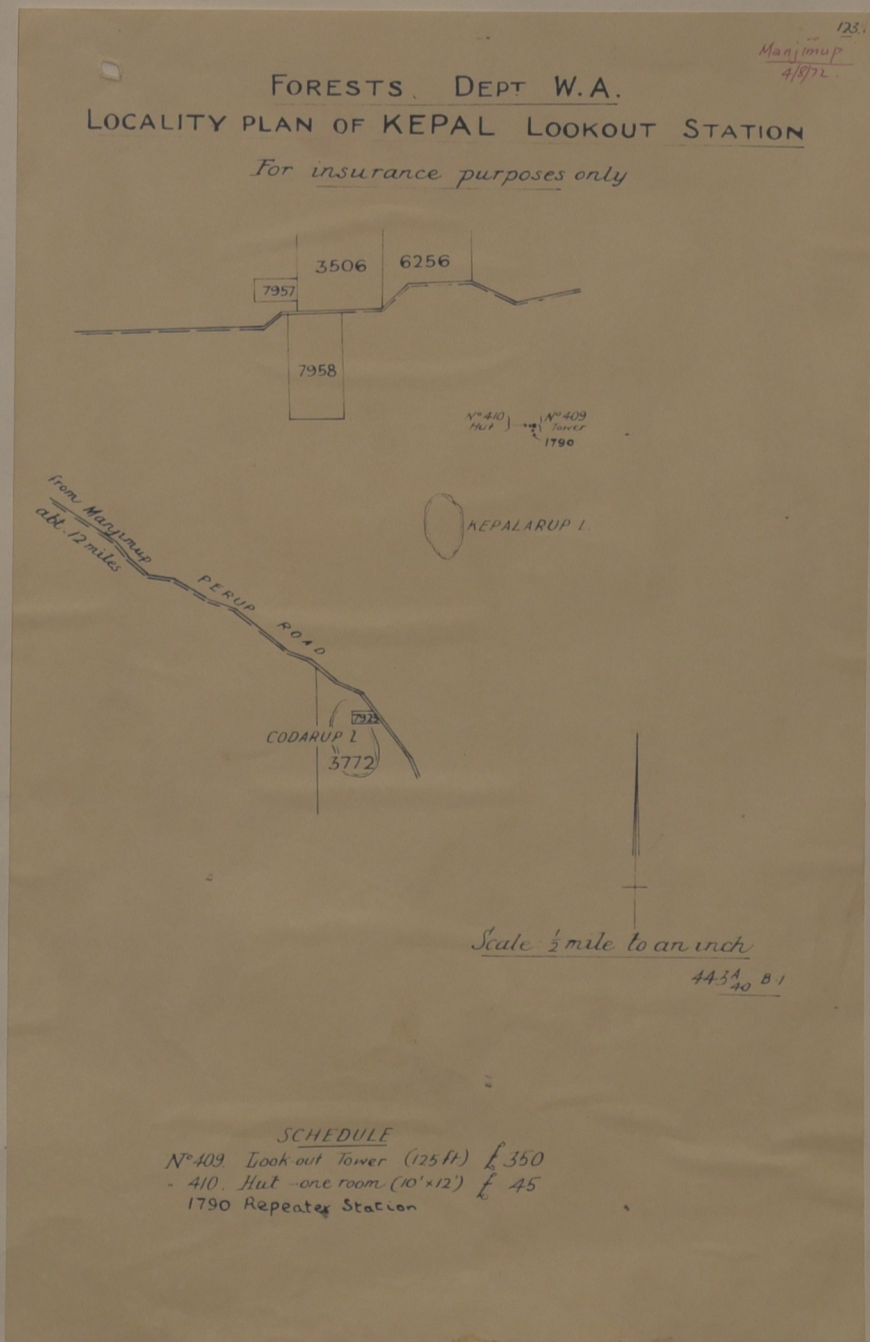 123.
Manjimup
4/8/72.
FORESTS. DEPT W.A.
LOCALITY PLAN OF KEPAL LOOKOUT STATION
For insurance purposes only
3506
6256
7957
7958
No 410
Hut
No 409
Tower
1790
from Manjimup
abt. 12 miles
KEPALARUP L
PERUP ROAD
7925
CODARUP L
3772
Scale ½ mile to an inch
443A/40 B.1
SCHEDULE
No 409. Look-out Tower (125 ft) £350
" 410. Hut -one room (10'x12') £ 45
1790 Repeater Station